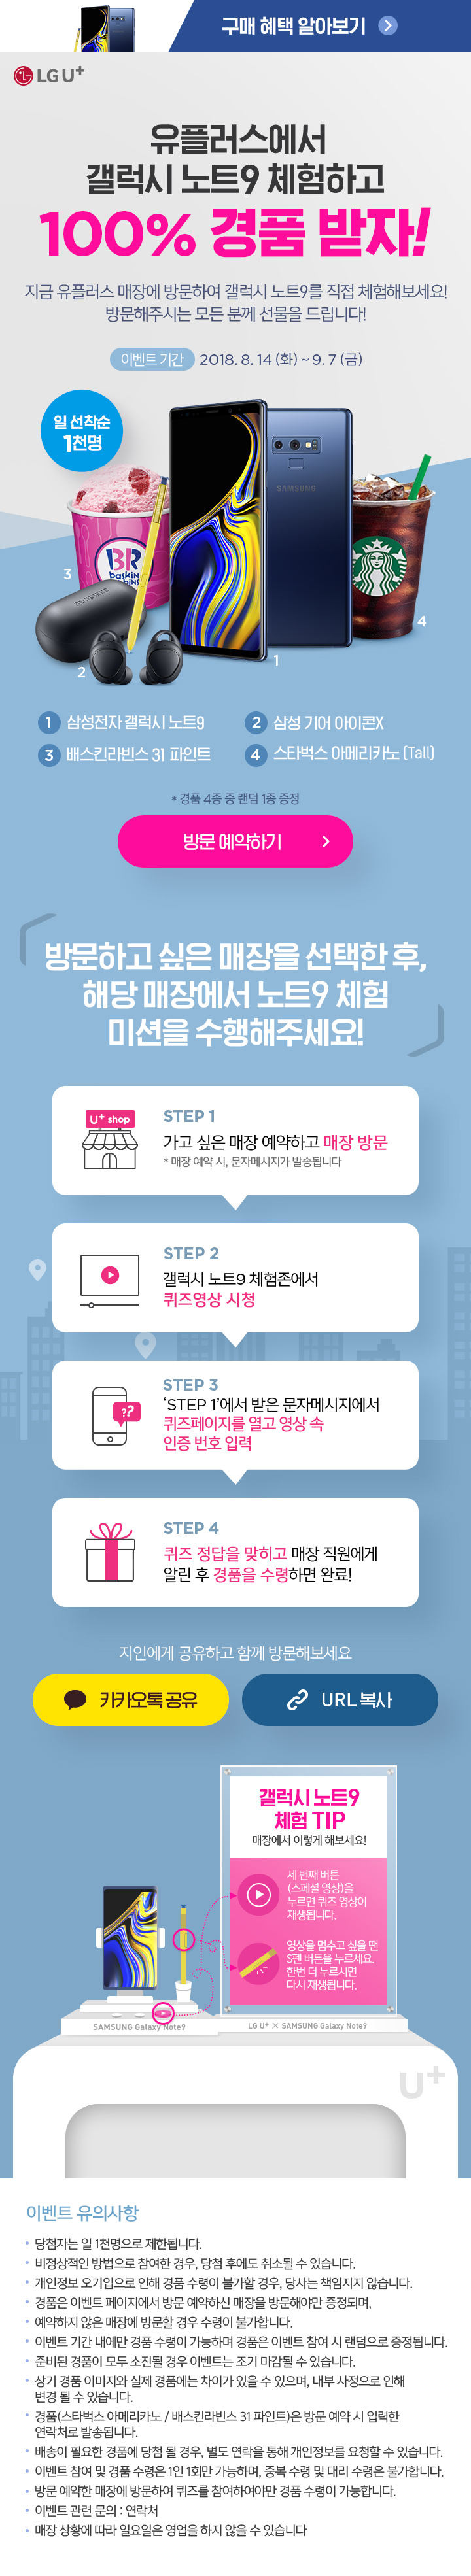 구매 혜택 알아보기
LG U+
유플러스에서
갤럭시 노트9 체험하고
100% 경품 받자!
지금 유플러스 매장에 방문하여 갤럭시 노트9를 직접 체험해보세요!
방문해주시는 모든 분께 선물을 드립니다!
이벤트 기간 2018. 8. 14 (화) ~ 9. 7 (금)
일 선착순
1천명
SAMSUNG
BR
baskin
SAMSUNG
3
4
1
2
1 삼성전자 갤럭시 노트9
2 삼성 기어 아이콘X
3 배스킨라빈스 31 파인트
4 스타벅스 아메리카노 (Tall)
* 경품 4종 중 랜덤 1종 증정
방문 예약하기
방문하고 싶은 매장을 선택한 후,
해당 매장에서 노트9 체험
미션을 수행해주세요!
U+ shop
STEP 1
가고 싶은 매장 예약하고 매장 방문
* 매장 예약 시, 문자메시지가 발송됩니다
STEP 2
갤럭시 노트9 체험존에서
퀴즈영상 시청
??
STEP 3
‘STEP 1’에서 받은 문자메시지에서
퀴즈페이지를 열고 영상 속
인증 번호 입력
STEP 4
퀴즈 정답을 맞히고 매장 직원에게
알린 후 경품을 수령하면 완료!
지인에게 공유하고 함께 방문해보세요
카카오톡 공유
URL 복사
갤럭시 노트9
체험 TIP
매장에서 이렇게 해보세요!
세 번째 버튼
(스페셜 영상)을
누르면 퀴즈 영상이
재생됩니다.
영상을 멈추고 싶을 땐
S펜 버튼을 누르세요.
한번 더 누르시면
다시 재생됩니다.
SAMSUNG Galaxy Note9
LG U+ X SAMSUNG Galaxy Note9
U+
이벤트 유의사항
• 당첨자는 일 1천명으로 제한됩니다.
• 비정상적인 방법으로 참여한 경우, 당첨 후에도 취소될 수 있습니다.
• 개인정보 오기입으로 인해 경품 수령이 불가할 경우, 당사는 책임지지 않습니다.
• 경품은 이벤트 페이지에서 방문 예약하신 매장을 방문해야만 증정되며,
• 예약하지 않은 매장에 방문할 경우 수령이 불가합니다.
• 이벤트 기간 내에만 경품 수령이 가능하며 경품은 이벤트 참여 시 랜덤으로 증정됩니다.
• 준비된 경품이 모두 소진될 경우 이벤트는 조기 마감될 수 있습니다.
• 상기 경품 이미지와 실제 경품에는 차이가 있을 수 있으며, 내부 사정으로 인해
변경 될 수 있습니다.
• 경품(스타벅스 아메리카노 / 배스킨라빈스 31 파인트)은 방문 예약 시 입력한
연락처로 발송됩니다.
• 배송이 필요한 경품에 당첨 될 경우, 별도 연락을 통해 개인정보를 요청할 수 있습니다.
• 이벤트 참여 및 경품 수령은 1인 1회만 가능하며, 중복 수령 및 대리 수령은 불가합니다.
• 방문 예약한 매장에 방문하여 퀴즈를 참여하여야만 경품 수령이 가능합니다.
• 이벤트 관련 문의 : 연락처
• 매장 상황에 따라 일요일은 영업을 하지 않을 수 있습니다